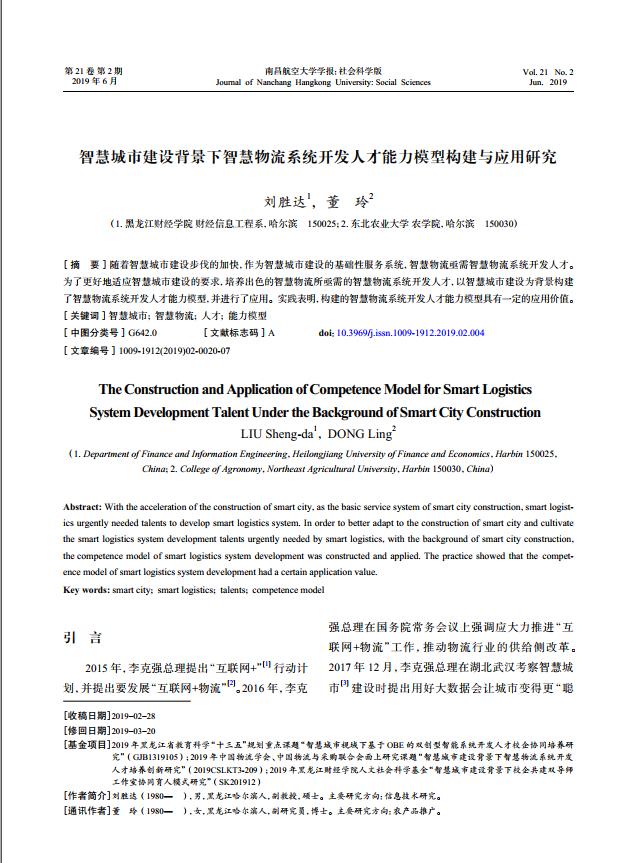 第 21 卷 第 2 期
2019 年 6 月
南昌航空大学学报: 社会科学版
Journal of Nanchang Hangkong University: Social Sciences
Vol. 21 No. 2
Jun. 2019
智慧城市建设背景下智慧物流系统开发人才能力模型构建与应用研究
刘胜达1, 董 玲2
(1. 黑龙江财经学院 财经信息工程系, 哈尔滨 150025; 2. 东北农业大学 农学院, 哈尔滨 150030)
[摘 要] 随着智慧城市建设步伐的加快, 作为智慧城市建设的基础性服务系统, 智慧物流亟需智慧物流系统开发人才。
为了更好地适应智慧城市建设的要求, 培养出色的智慧物流所亟需的智慧物流系统开发人才, 以智慧城市建设为背景构建
了智慧物流系统开发人才能力模型, 并进行了应用。实践表明, 构建的智慧物流系统开发人才能力模型具有一定的应用价值。
[关键词] 智慧城市; 智慧物流; 人才; 能力模型
[中图分类号] G642.0 [文献标志码] A doi: 10.3969/j.issn.1009-1912.2019.02.004
[文章编号] 1009-1912(2019)02-0020-07
The Construction and Application of Competence Model for Smart Logistics
System Development Talent Under the Background of Smart City Construction
LIU Sheng-da1, DONG Ling2
(1. Department of Finance and Information Engineering, Heilongjiang University of Finance and Economics, Harbin 150025,
China; 2. College of Agronomy, Northeast Agricultural University, Harbin 150030, China)
Abstract: With the acceleration of the construction of smart city, as the basic service system of smart city construction, smart logist-
ics urgently needed talents to develop smart logistics system. In order to better adapt to the construction of smart city and cultivate
the smart logistics system development talents urgently needed by smart logistics, with the background of smart city construction,
the competence model of smart logistics system development was constructed and applied. The practice showed that the compet-
ence model of smart logistics system development had a certain application value.
Key words: smart city; smart logistics; talents; competence model
引 言
2015 年, 李克强总理提出“互联网+”[1] 行动计
划, 并提出要发展“互联网+物流”[2]。2016 年, 李克
强总理在国务院常务会议上强调应大力推进“互
联网+物流”工作, 推动物流行业的供给侧改革。
2017 年 12 月, 李克强总理在湖北武汉考察智慧城
市[3] 建设时提出用好大数据会让城市变得更“聪
[收稿日期]2019-02-28
[修回日期]2019-03-20
[基金项目]2019 年黑龙江省教育科学“十三五”规划重点课题“智慧城市视域下基于 OBE 的双创型智能系统开发人才校企协同培养研
究”(GJB1319105); 2019 年中国物流学会、中国物流与采购联合会面上研究课题“智慧城市建设背景下智慧物流系统开发
人才培养创新研究”(2019CSLKT3-209); 2019 年黑龙江财经学院人文社会科学基金“智慧城市建设背景下校企共建双导师
工作室协同育人模式研究”(SK201912)
[作者简介]刘胜达 (1980— ), 男, 黑龙江哈尔滨人, 副教授, 硕士。主要研究方向: 信息技术研究。
[通讯作者]董 玲 (1980— ), 女, 黑龙江哈尔滨人, 副研究员, 博士。主要研究方向: 农产品推广。